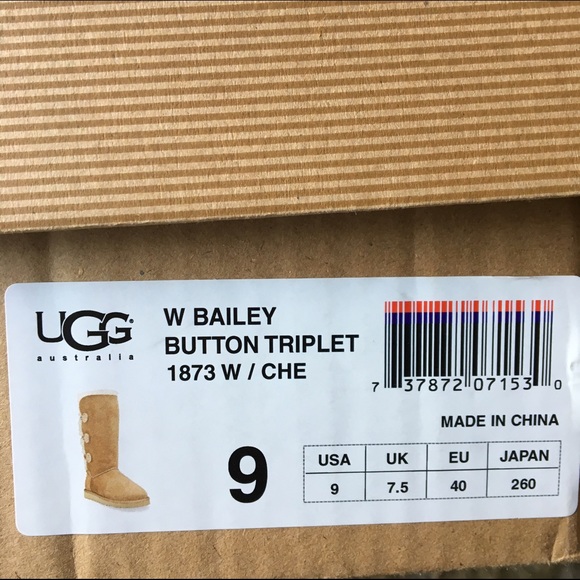 UGG®
australia
W BAILEY
BUTTON TRIPLET
1873 W / CHE
7 37872 07153 0
MADE IN CHINA
9
USA UK EU JAPAN
9 7.5 40 260